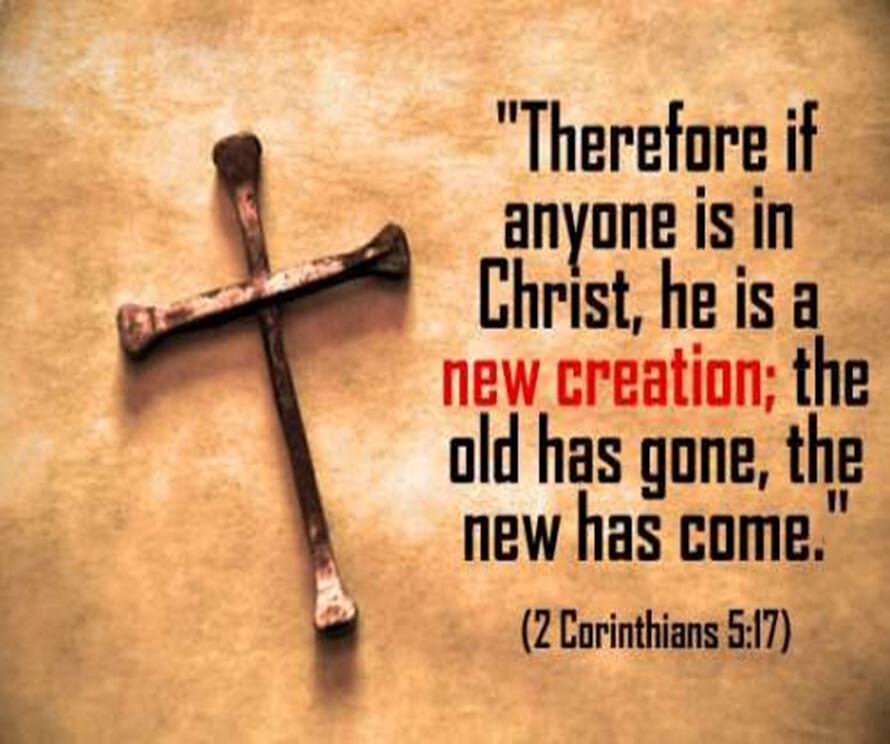 "Therefore if
anyone is in
Christ, he is a
new creation; the
old has gone, the
new has come."
(2 Corinthians 5:17)